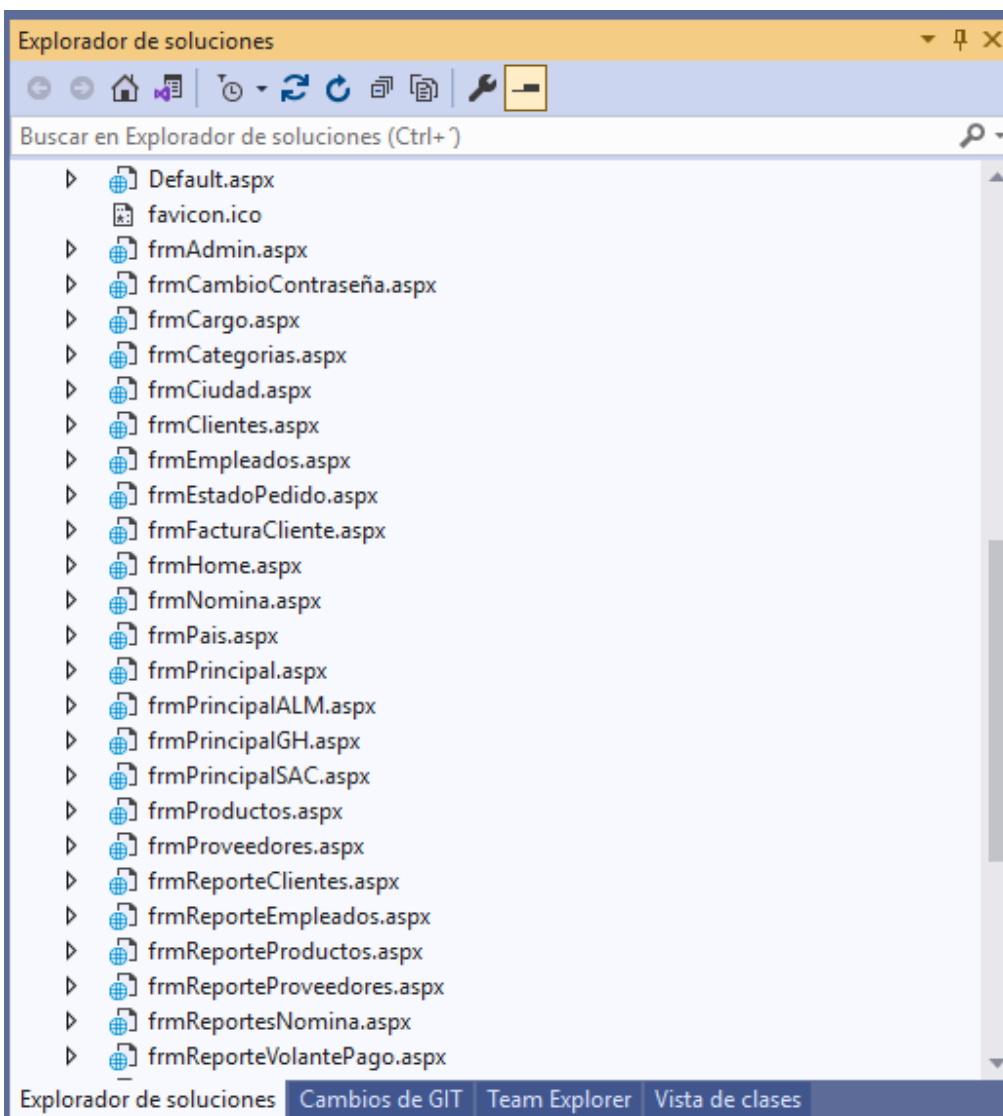 Explorador de soluciones
Buscar en Explorador de soluciones (Ctrl+´)
Default.aspx
favicon.ico
frmAdmin.aspx
frmCambioContraseña.aspx
frmCargo.aspx
frmCategorias.aspx
frmCiudad.aspx
frmClientes.aspx
frmEmpleados.aspx
frmEstadoPedido.aspx
frmFacturaCliente.aspx
frmHome.aspx
frmNomina.aspx
frmPais.aspx
frmPrincipal.aspx
frmPrincipalALM.aspx
frmPrincipalGH.aspx
frmPrincipalSAC.aspx
frmProductos.aspx
frmProveedores.aspx
frmReporteClientes.aspx
frmReporteEmpleados.aspx
frmReporteProductos.aspx
frmReporteProveedores.aspx
frmReportesNomina.aspx
frmReporteVolantePago.aspx
Explorador de soluciones Cambios de GIT Team Explorer Vista de clases